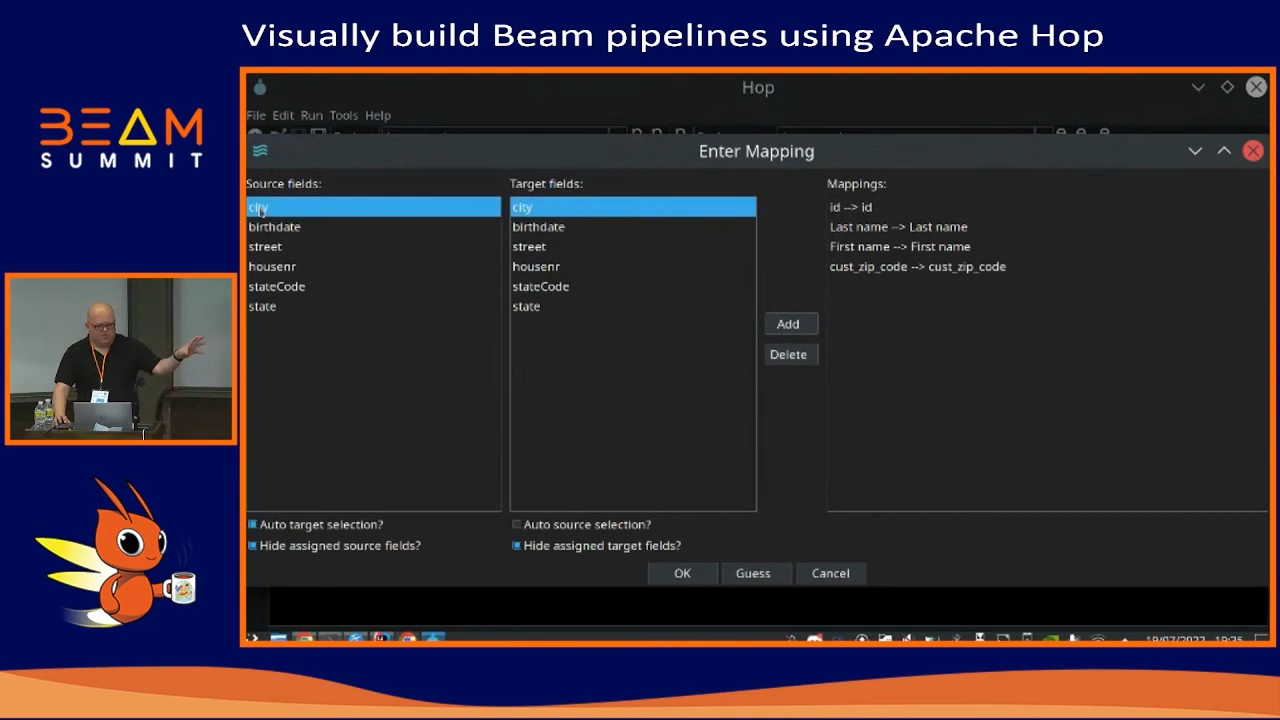 Visually build Beam pipelines using Apache Hop
BEAM
SUMMIT
Hop
File Edit Run Tools Help
Enter Mapping
Source fields:
Target fields:
Mappings:
city
birthdate
street
housenr
stateCode
state
city
birthdate
street
housenr
stateCode
state
Add
Delete
id --> id
Last name --> Last name
First name --> First name
cust_zip_code --> cust_zip_code
Auto target selection?
Hide assigned source fields?
Auto source selection?
Hide assigned target fields?
OK
Guess
Cancel